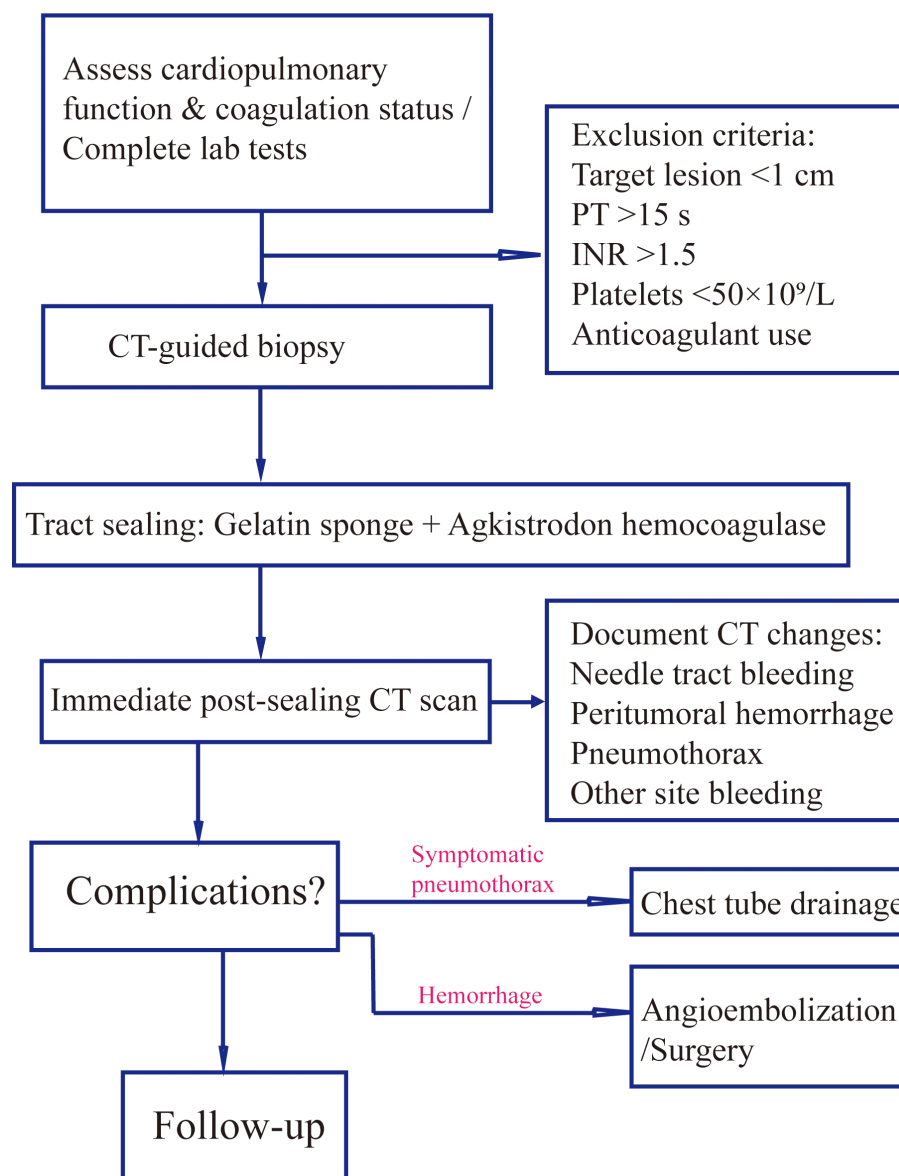 Assess cardiopulmonary
function & coagulation status /
Complete lab tests
Exclusion criteria:
Target lesion <1 cm
PT >15 s
INR >1.5
Platelets <50×10⁹/L
Anticoagulant use
CT-guided biopsy
Tract sealing: Gelatin sponge + Agkistrodon hemocoagulase
Immediate post-sealing CT scan
Document CT changes:
Needle tract bleeding
Peritumoral hemorrhage
Pneumothorax
Other site bleeding
Complications?
Symptomatic
pneumothorax
Chest tube drainage
Hemorrhage
Angioembolization
/Surgery
Follow-up